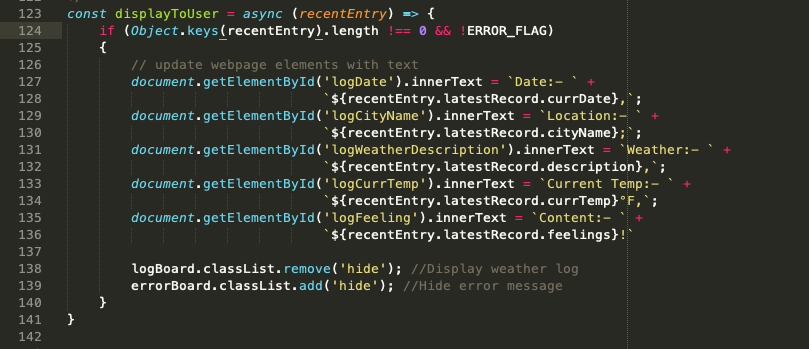 123 const displayToUser = async (recentEntry) => {
124 if (Object.keys(recentEntry).length !== 0 && !ERROR_FLAG)
125 {
126 // update webpage elements with text
127 document.getElementById('logDate').innerText = `Date:- ` +
128 `${recentEntry.latestRecord.currDate},`;
129 document.getElementById('logCityName').innerText = `Location:- ` +
130 `${recentEntry.latestRecord.cityName};`;
131 document.getElementById('logWeatherDescription').innerText = `Weather:- ` +
132 `${recentEntry.latestRecord.description},`;
133 document.getElementById('logCurrTemp').innerText = `Current Temp:- ` +
134 `${recentEntry.latestRecord.currTemp}°F,`;
135 document.getElementById('logFeeling').innerText = `Content:- ` +
136 `${recentEntry.latestRecord.feelings}!`
137
138 logBoard.classList.remove('hide'); //Display weather log
139 errorBoard.classList.add('hide'); //Hide error message
140 }
141 }
142